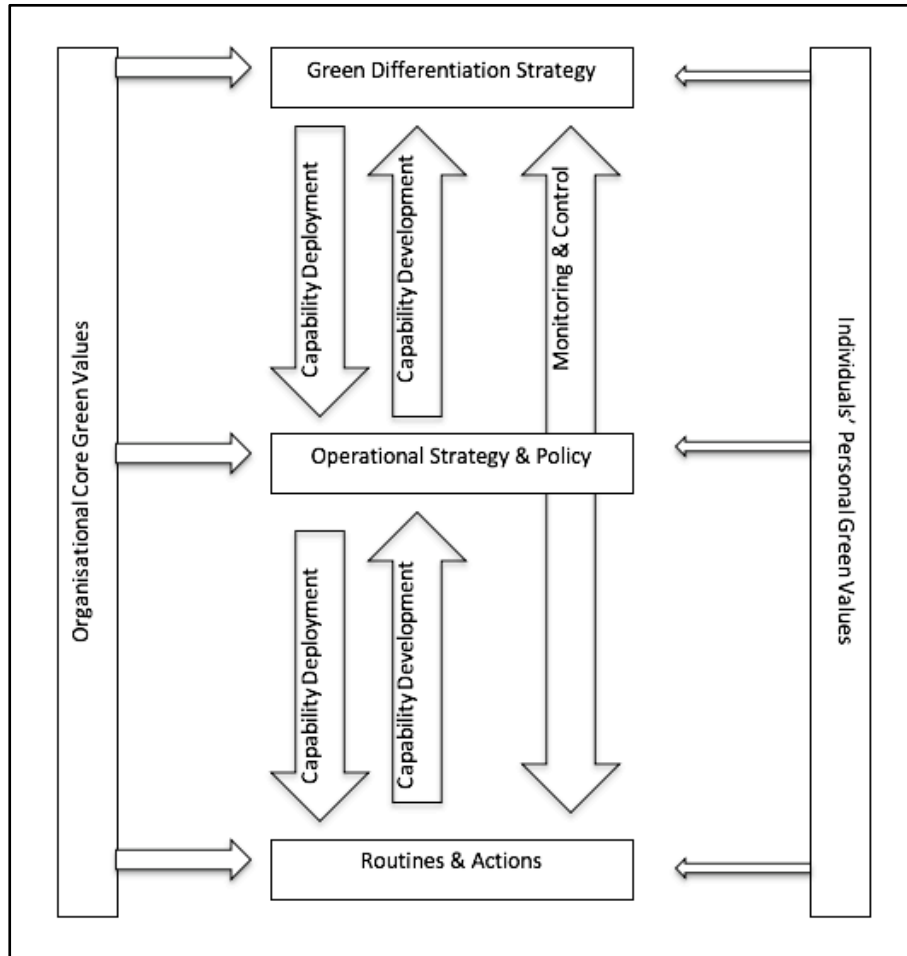 Green Differentiation Strategy
Organisational Core Green Values
Capability Deployment
Capability Development
Monitoring & Control
Individuals' Personal Green Values
Operational Strategy & Policy
Capability Deployment
Capability Development
Routines & Actions